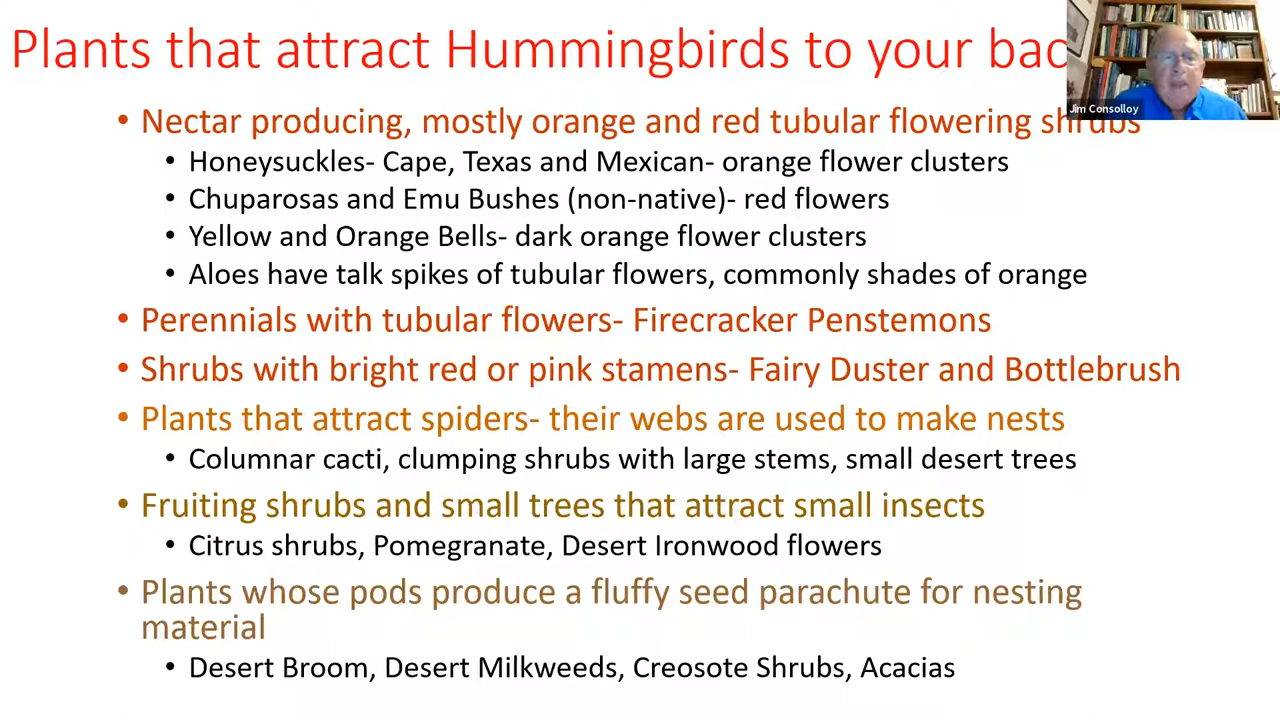 Plants that attract Hummingbirds to your bac
Jim Consolloy
• Nectar producing, mostly orange and red tubular flowering shrubs
• Honeysuckles- Cape, Texas and Mexican- orange flower clusters
• Chuparosas and Emu Bushes (non-native)- red flowers
• Yellow and Orange Bells- dark orange flower clusters
• Aloes have talk spikes of tubular flowers, commonly shades of orange
• Perennials with tubular flowers- Firecracker Penstemons
• Shrubs with bright red or pink stamens- Fairy Duster and Bottlebrush
• Plants that attract spiders- their webs are used to make nests
• Columnar cacti, clumping shrubs with large stems, small desert trees
• Fruiting shrubs and small trees that attract small insects
• Citrus shrubs, Pomegranate, Desert Ironwood flowers
• Plants whose pods produce a fluffy seed parachute for nesting
material
• Desert Broom, Desert Milkweeds, Creosote Shrubs, Acacias